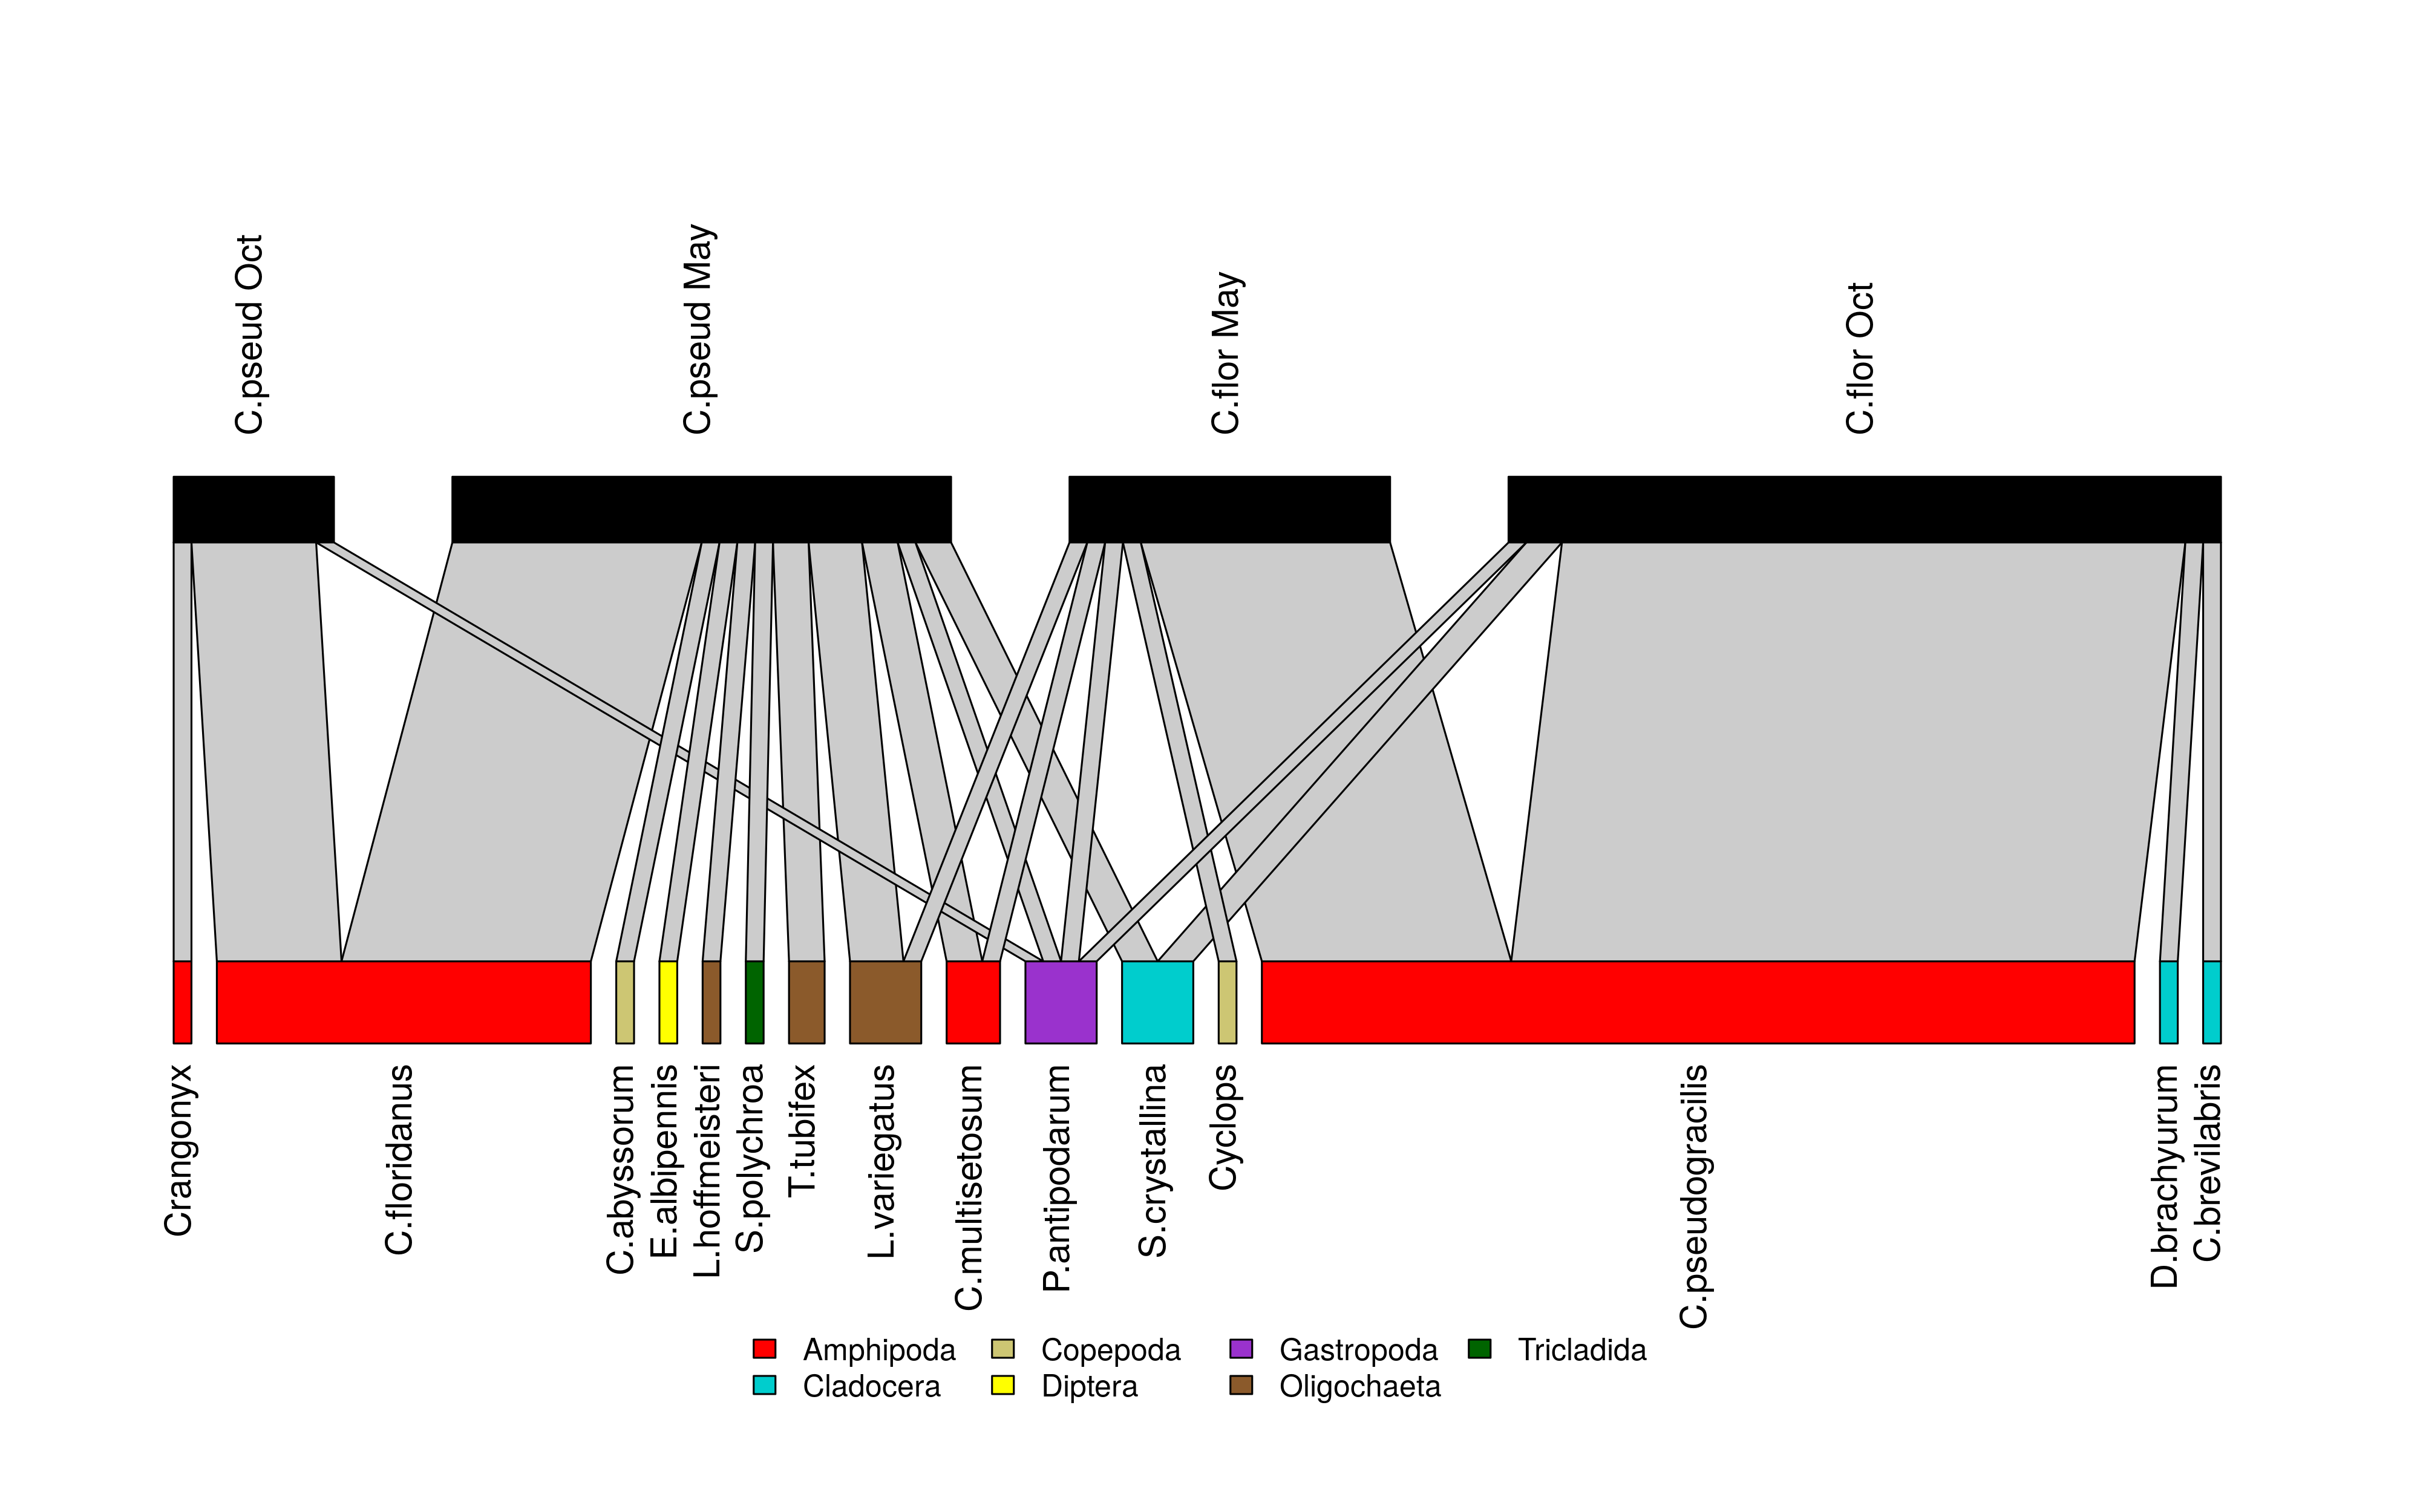 C.pseud Oct
C.pseud May
C.flor May
C.flor Oct
Crangonyx
C.floridanus
C.abyssorum
E.albipennis
L.hoffmeisteri
S.polychroa
T.tubifex
L.variegatus
C.multisetosum
P.antipodarum
S.crystallina
Cyclops
C.pseudogracilis
D.brachyurum
C.brevilabris
Amphipoda
Copepoda
Gastropoda
Tricladida
Cladocera
Diptera
Oligochaeta